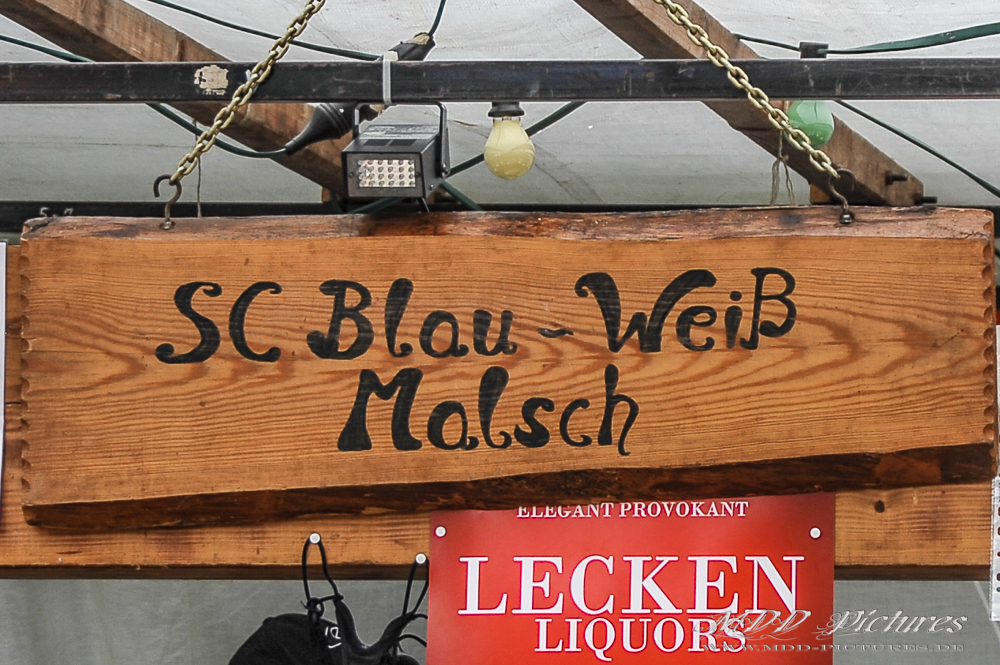 SC Blau - Weiß
Malsch
ELEGANT PROVOKANT
LECKEN
LIQUORS
MDD Pictures
WWW.MDD-PICTURES.DE